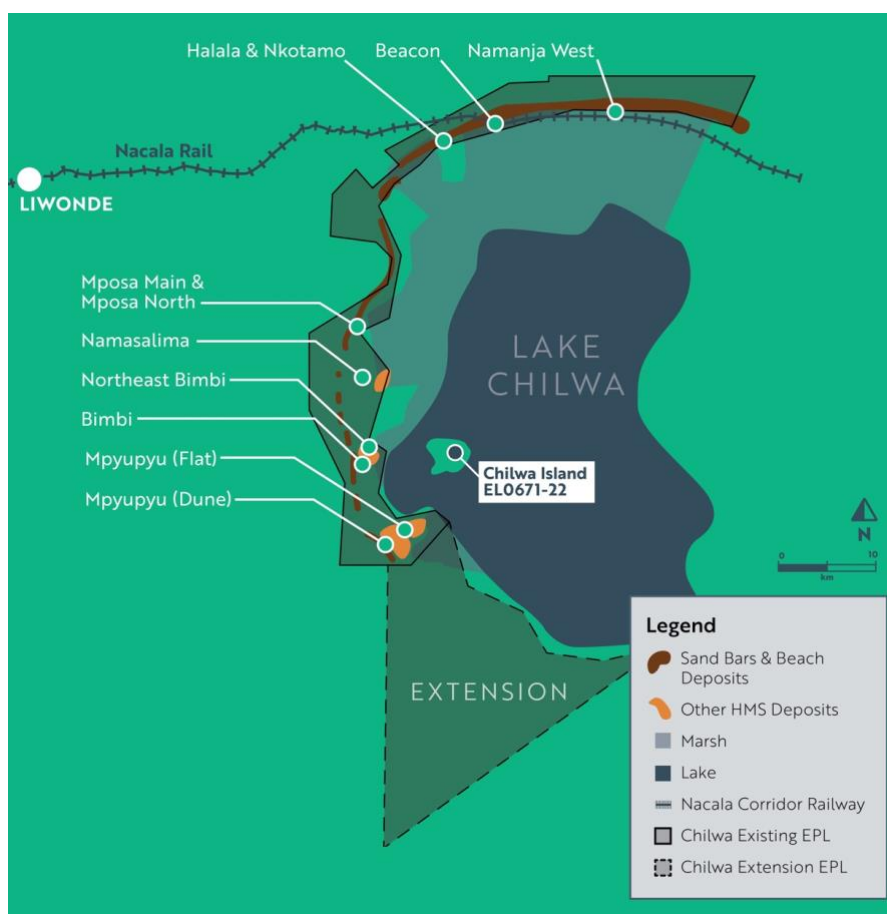 Halala & Nkotamo
Beacon
Namanja West
Nacala Rail
LIWONDE
Mposa Main &
Mposa North
Namasalima
Northeast Bimbi
Bimbi
Mpyupyu (Flat)
Mpyupyu (Dune)
LAKE
CHILWA
Chilwa Island
EL0671-22
N
0 10
km
EXTENSION
Legend
Sand Bars & Beach
Deposits
Other HMS Deposits
Marsh
Lake
Nacala Corridor Railway
Chilwa Existing EPL
Chilwa Extension EPL